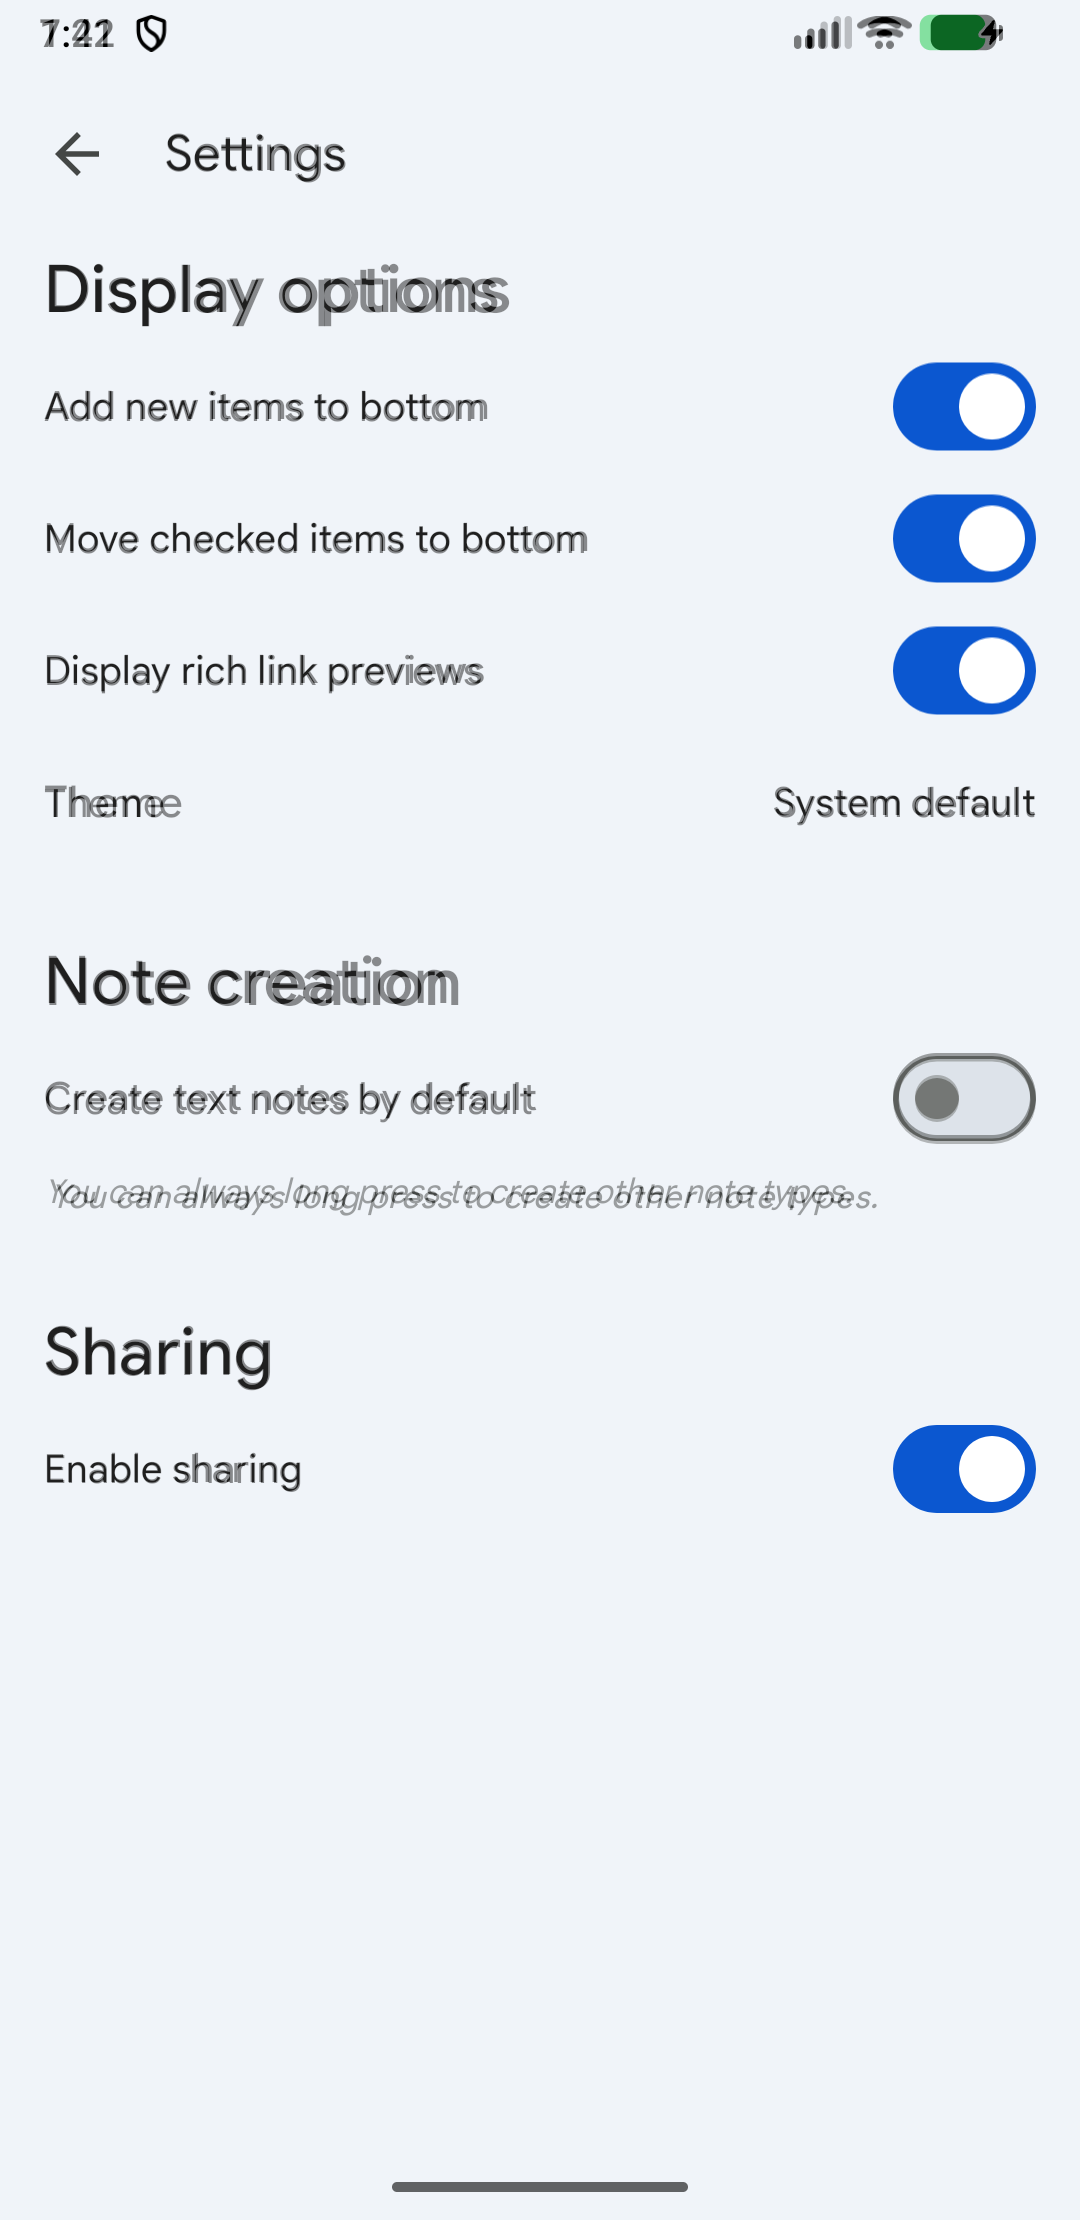 Settings
Display options
Add new items to bottom
Move checked items to bottom
Display rich link previews
Theme
System default
Note creation
Create text notes by default
You can always long press to create other note types.
Sharing
Enable sharing